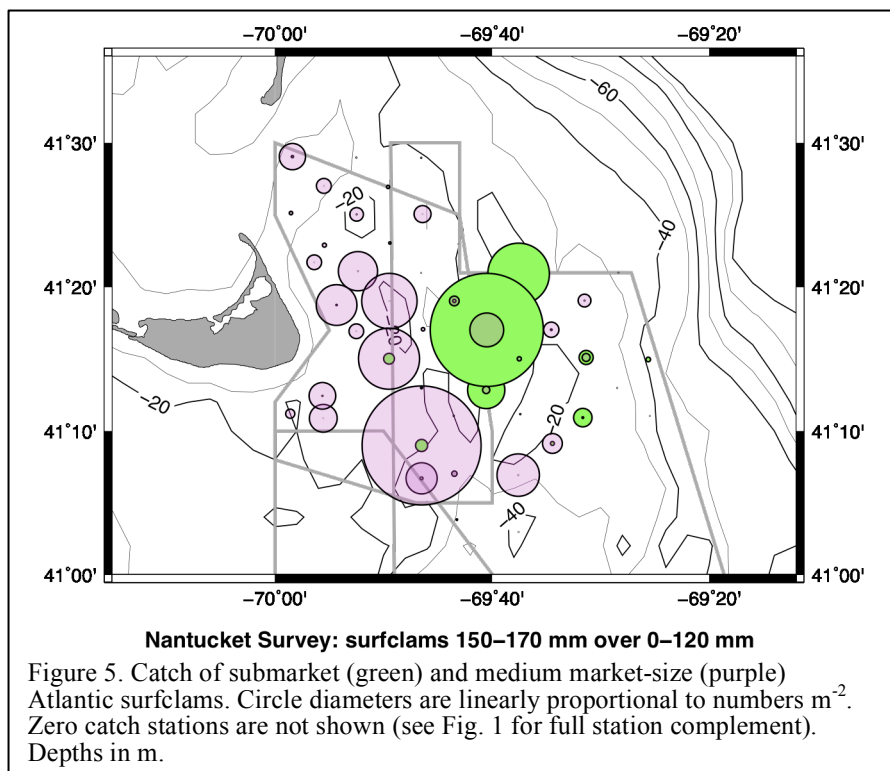 −70˚00' −69˚40' −69˚20'
−60
41˚30' 41˚30'
−20
−40
41˚20' 41˚20'
−20
−20
41˚10' 41˚10'
−40
41˚00' 41˚00'
−70˚00' −69˚40' −69˚20'
Nantucket Survey: surfclams 150−170 mm over 0−120 mm
Figure 5. Catch of submarket (green) and medium market-size (purple)
Atlantic surfclams. Circle diameters are linearly proportional to numbers m-2.
Zero catch stations are not shown (see Fig. 1 for full station complement).
Depths in m.